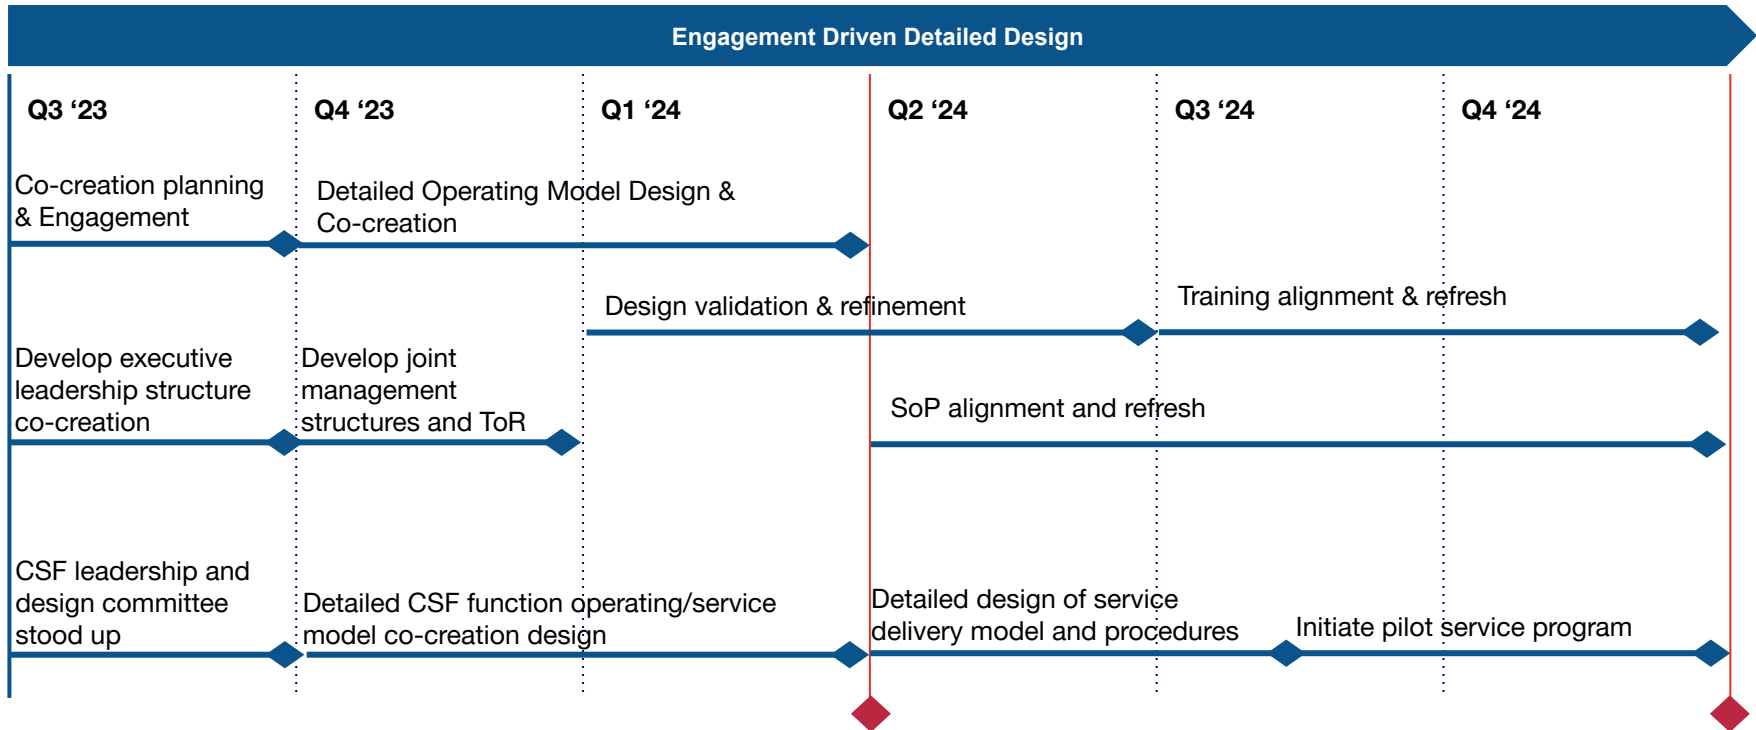 Engagement Driven Detailed Design
Q3 ‘23
Q4 ‘23
Q1 ‘24
Q2 ‘24
Q3 ‘24
Q4 ‘24
Co-creation planning
& Engagement
Detailed Operating Model Design &
Co-creation
Design validation & refinement
Training alignment & refresh
Develop executive
leadership structure
co-creation
Develop joint
management
structures and ToR
SoP alignment and refresh
CSF leadership and
design committee
stood up
Detailed CSF function operating/service
model co-creation design
Detailed design of service
delivery model and procedures
Initiate pilot service program